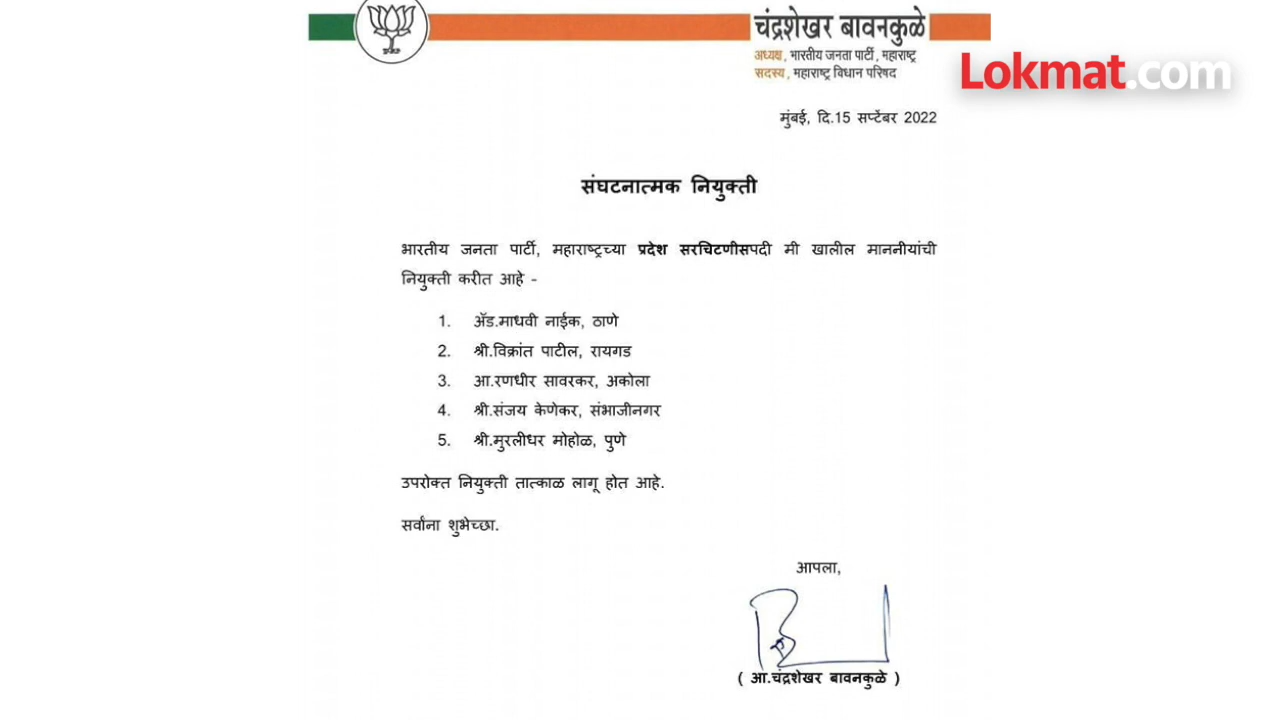 चंद्रशेखर बावनकुळे
अध्यक्ष, भारतीय जनता पार्टी, महाराष्ट्र
सदस्य, महाराष्ट्र विधान परिषद
Lokmat.com
मुंबई, दि.15 सप्टेंबर 2022
संघटनात्मक नियुक्ती
भारतीय जनता पार्टी, महाराष्ट्रच्या प्रदेश सरचिटणीसपदी मी खालील माननीयांची
नियुक्ती करीत आहे -
1. ॲड.माधवी नाईक, ठाणे
2. श्री.विक्रांत पाटील, रायगड
3. आ.रणधीर सावरकर, अकोला
4. श्री.संजय केणेकर, संभाजीनगर
5. श्री.मुरलीधर मोहोळ, पुणे
उपरोक्त नियुक्ती तात्काळ लागू होत आहे.
सर्वांना शुभेच्छा.
आपला,
( आ.चंद्रशेखर बावनकुळे )